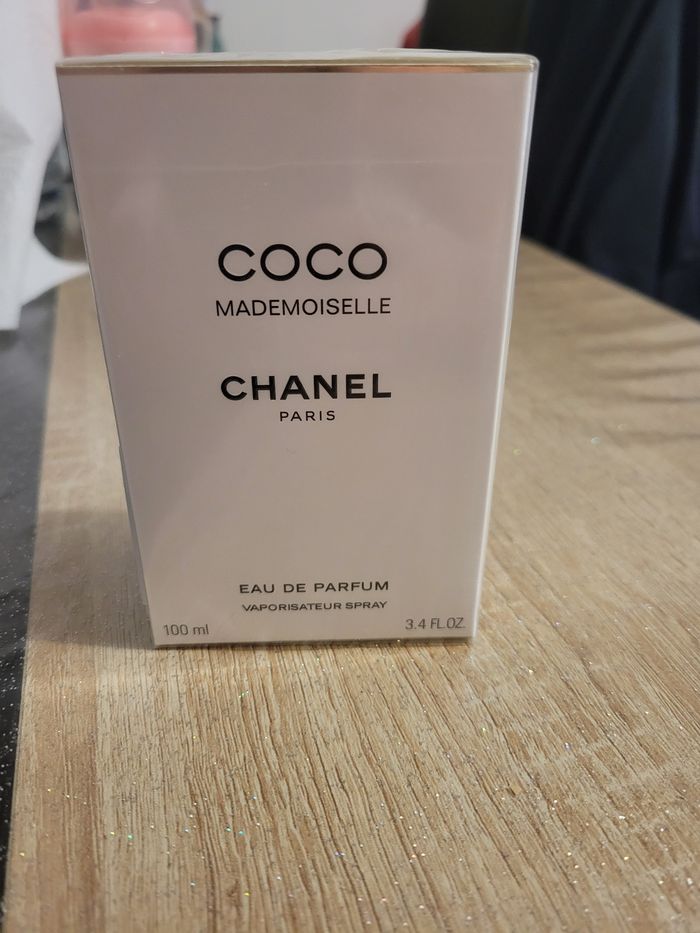 COCO
MADEMOISELLE
CHANEL
PARIS
EAU DE PARFUM
VAPORISATEUR SPRAY
100 ml 3.4 FL.OZ.